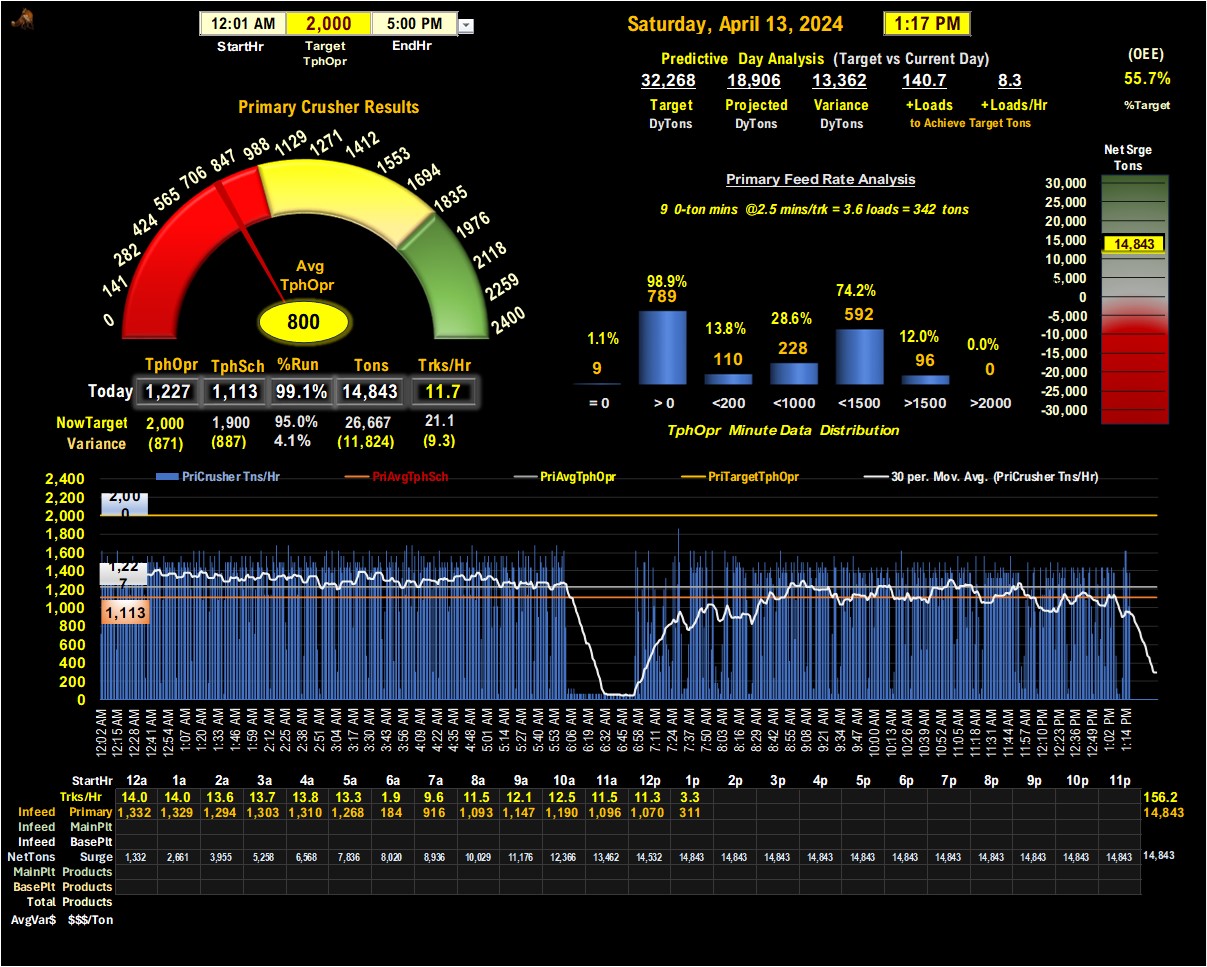 12:01 AM 2,000 5:00 PM
StartHr Target TphOpr EndHr
Saturday, April 13, 2024 1:17 PM
Predictive Day Analysis (Target vs Current Day)
32,268 18,906 13,362 140.7 8.3
Target Projected Variance +Loads +Loads/Hr
DyTons DyTons DyTons to Achieve Target Tons
(OEE)
55.7%
%Target
Primary Crusher Results
0 141 282 424 565 706 847 988 1129 1271 1412 1553 1694 1835 1976 2118 2259 2400
Avg
TphOpr
800
TphOpr TphSch %Run Tons Trks/Hr
Today 1,227 1,113 99.1% 14,843 11.7
NowTarget 2,000 1,900 95.0% 26,667 21.1
Variance (871) (887) 4.1% (11,824) (9.3)
Primary Feed Rate Analysis
9 0-ton mins @2.5 mins/trk = 3.6 loads = 342 tons
1.1% 98.9% 13.8% 28.6% 74.2% 12.0% 0.0%
9 789 110 228 592 96 0
= 0 > 0 <200 <1000 <1500 >1500 >2000
TphOpr Minute Data Distribution
Net Srge
Tons
30,000
25,000
20,000
15,000
14,843
10,000
5,000
0
-5,000
-10,000
-15,000
-20,000
-25,000
-30,000
PriCrusher Tns/Hr PriAvgTphSch PriAvgTphOpr PriTargetTphOpr 30 per. Mov. Avg. (PriCrusher Tns/Hr)
2,400
2,200
2,000
1,800
1,600
1,400
1,200
1,000
800
600
400
200
0
2,000
1,227
1,113
12:02 AM 12:15 AM 12:28 AM 12:41 AM 12:54 AM 1:07 AM 1:20 AM 1:33 AM 1:46 AM 1:59 AM 2:12 AM 2:25 AM 2:38 AM 2:51 AM 3:04 AM 3:17 AM 3:30 AM 3:43 AM 3:56 AM 4:09 AM 4:22 AM 4:35 AM 4:48 AM 5:01 AM 5:14 AM 5:27 AM 5:40 AM 5:53 AM 6:06 AM 6:19 AM 6:32 AM 6:45 AM 6:58 AM 7:11 AM 7:24 AM 7:37 AM 7:50 AM 8:03 AM 8:16 AM 8:29 AM 8:42 AM 8:55 AM 9:08 AM 9:21 AM 9:34 AM 9:47 AM 10:00 AM 10:13 AM 10:26 AM 10:39 AM 10:52 AM 11:05 AM 11:18 AM 11:31 AM 11:44 AM 11:57 AM 12:10 PM 12:23 PM 12:36 PM 12:49 PM 1:02 PM 1:14 PM
StartHr 12a 1a 2a 3a 4a 5a 6a 7a 8a 9a 10a 11a 12p 1p 2p 3p 4p 5p 6p 7p 8p 9p 10p 11p
Trks/Hr 14.0 14.0 13.6 13.7 13.8 13.3 1.9 9.6 11.5 12.1 12.5 11.5 11.3 3.3 156.2
Infeed Primary 1,332 1,329 1,294 1,303 1,310 1,268 184 916 1,093 1,147 1,190 1,096 1,070 311 14,843
Infeed MainPlt
Infeed BasePlt
NetTons Surge 1,332 2,661 3,955 5,258 6,568 7,836 8,020 8,936 10,029 11,176 12,366 13,462 14,532 14,843 14,843 14,843 14,843 14,843 14,843 14,843 14,843 14,843 14,843 14,843 14,843
MainPlt Products
BasePlt Products
Total Products
AvgVar$ $$$/Ton